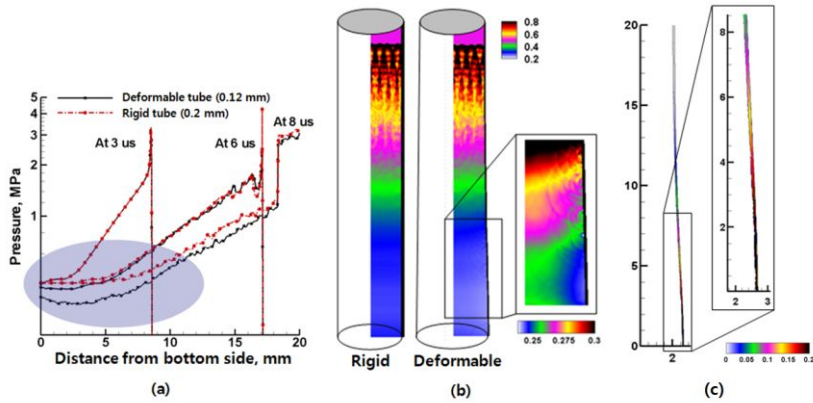 5
4
3
2
1
Pressure, MPa
Deformable tube (0.12 mm)
Rigid tube (0.2 mm)
At 3 us
At 6 us
At 8 us
0
5
10
15
20
Distance from bottom side, mm
(a)
0.8
0.6
0.4
0.2
0.25
0.275
0.3
Rigid
Deformable
(b)
20
15
10
5
0
2
8
6
4
2
2
3
0
0.05
0.1
0.15
0.2
(c)